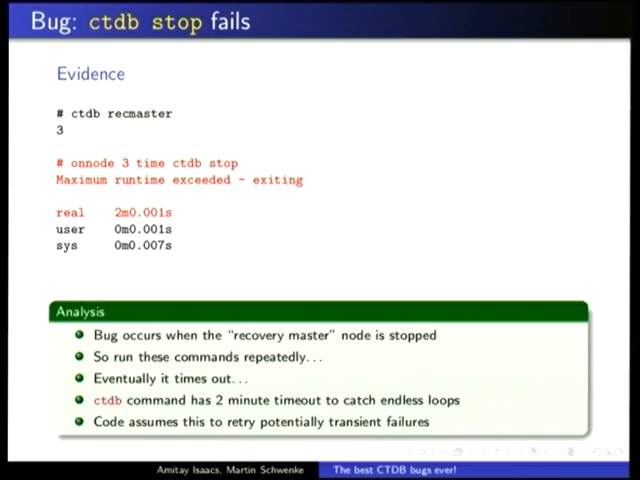 Bug: ctdb stop fails
Evidence
# ctdb recmaster
3
# onnode 3 time ctdb stop
Maximum runtime exceeded - exiting
real 2m0.001s
user 0m0.001s
sys 0m0.007s
Analysis
Bug occurs when the “recovery master” node is stopped
So run these commands repeatedly...
Eventually it times out...
ctdb command has 2 minute timeout to catch endless loops
Code assumes this to retry potentially transient failures
Amitay Isaacs, Martin Schwenke
The best CTDB bugs ever!